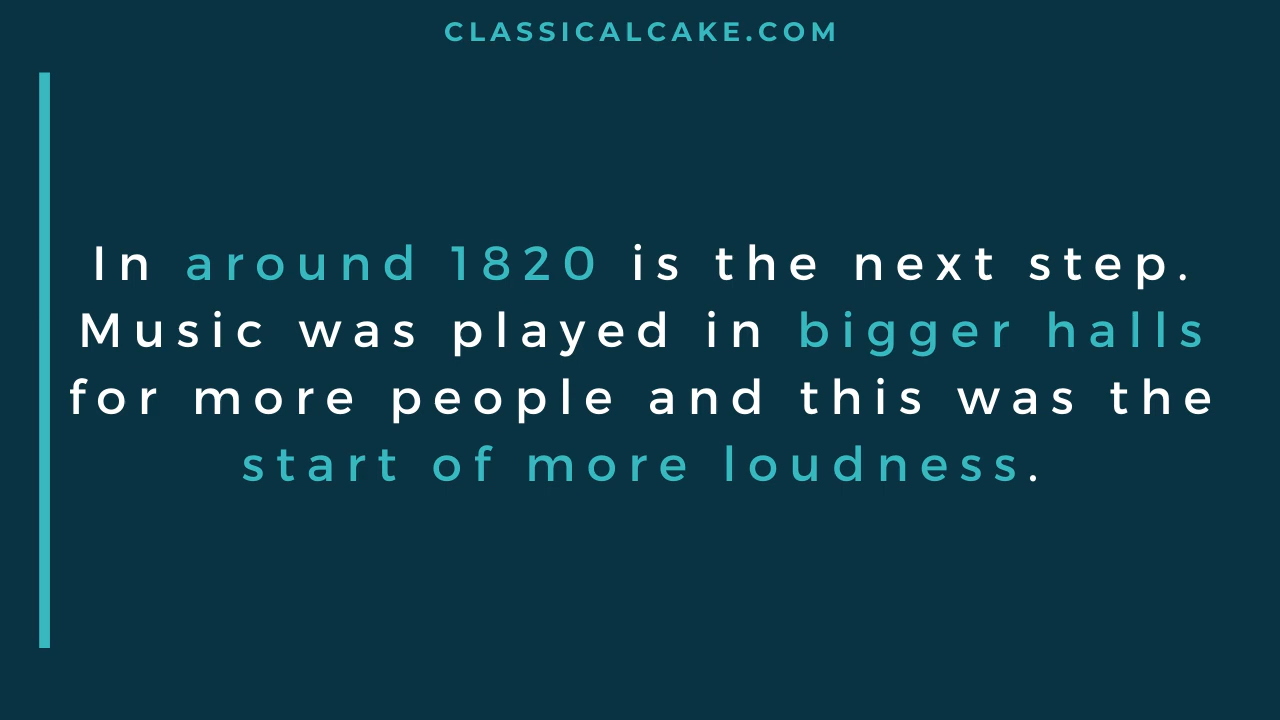 CLASSICALCAKE.COM
In around 1820 is the next step.
Music was played in bigger halls
for more people and this was the
start of more loudness.